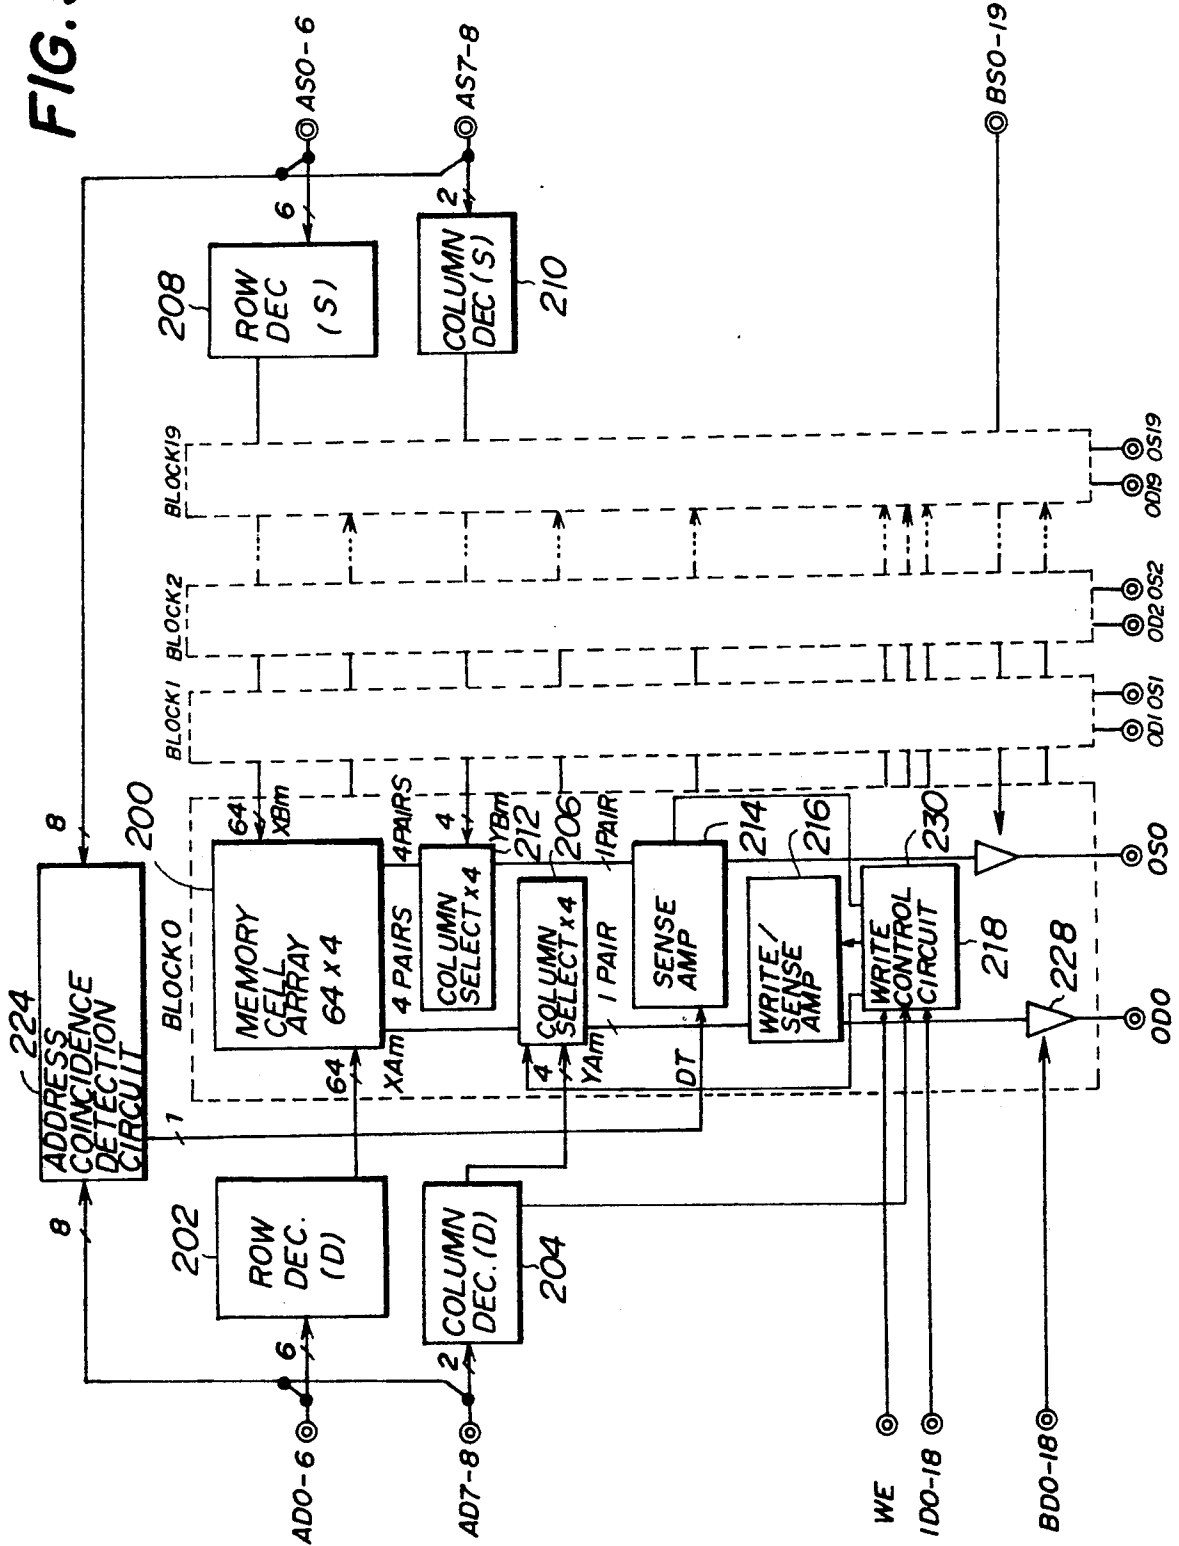 FIG.
AS0-6
AS7-8
BS0-19
8
6
2
208
ROW
DEC
(S)
COLUMN
DEC(S)
210
BLOCK19
BLOCK2
BLOCK1
BLOCK0
OD19
OS19
OD2
OS2
OD1
OS1
200
64
XBm
MEMORY
CELL
ARRAY
64 x 4
4PAIRS
4 PAIRS
4
YBm
COLUMN
SELECT x 4
212
206
COLUMN
SELECT x 4
1PAIR
1 PAIR
SENSE
AMP
214
216
WRITE/
SENSE
AMP
WRITE
CONTROL
CIRCUIT
230
218
228
OS0
OD0
64
XAm
4
YAm
DT
224
ADDRESS
COINCIDENCE
DETECTION
CIRCUIT
1
8
202
ROW
DEC.
(D)
COLUMN
DEC.(D)
204
6
2
AD0-6
AD7-8
WE
ID0-18
BD0-18